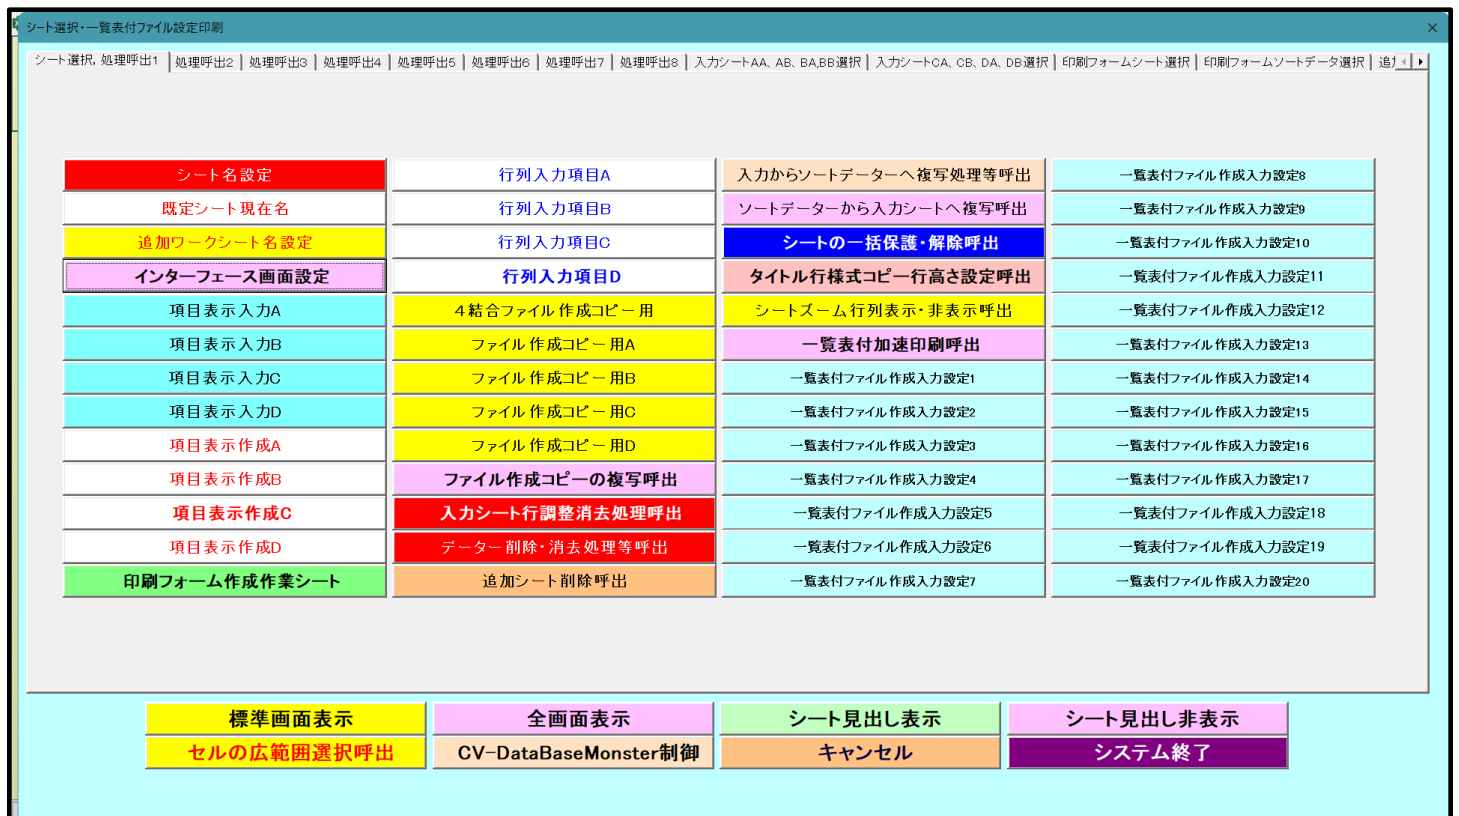 シート選択・一覧表付ファイル設定印刷
シート選択, 処理呼出1 処理呼出2 処理呼出3 処理呼出4 処理呼出5 処理呼出6 処理呼出7 処理呼出8 入力シートAA、AB、BA,BB選択 入力シートCA、CB、DA、DB選択 印刷フォームシート選択 印刷フォームソートデータ選択
シート名設定 行列入力項目A 入力からソートデーターへ複写処理等呼出 一覧表付ファイル作成入力設定8
既定シート現在名 行列入力項目B ソートデーターから入力シートへ複写呼出 一覧表付ファイル作成入力設定9
追加ワークシート名設定 行列入力項目C シートの一括保護・解除呼出 一覧表付ファイル作成入力設定10
インターフェース画面設定 行列入力項目D タイトル行様式コピー行高さ設定呼出 一覧表付ファイル作成入力設定11
項目表示入力A 4結合ファイル作成コピー用 シートズーム行列表示・非表示呼出 一覧表付ファイル作成入力設定12
項目表示入力B ファイル作成コピー用A 一覧表付加速印刷呼出 一覧表付ファイル作成入力設定13
項目表示入力C ファイル作成コピー用B 一覧表付ファイル作成入力設定1 一覧表付ファイル作成入力設定14
項目表示入力D ファイル作成コピー用C 一覧表付ファイル作成入力設定2 一覧表付ファイル作成入力設定15
項目表示作成A ファイル作成コピー用D 一覧表付ファイル作成入力設定3 一覧表付ファイル作成入力設定16
項目表示作成B ファイル作成コピーの複写呼出 一覧表付ファイル作成入力設定4 一覧表付ファイル作成入力設定17
項目表示作成C 入力シート行調整消去処理呼出 一覧表付ファイル作成入力設定5 一覧表付ファイル作成入力設定18
項目表示作成D データー削除・消去処理等呼出 一覧表付ファイル作成入力設定6 一覧表付ファイル作成入力設定19
印刷フォーム作成作業シート 追加シート削除呼出 一覧表付ファイル作成入力設定7 一覧表付ファイル作成入力設定20
標準画面表示 全画面表示 シート見出し表示 シート見出し非表示
セルの広範囲選択呼出 CV-DataBaseMonster制御 キャンセル システム終了